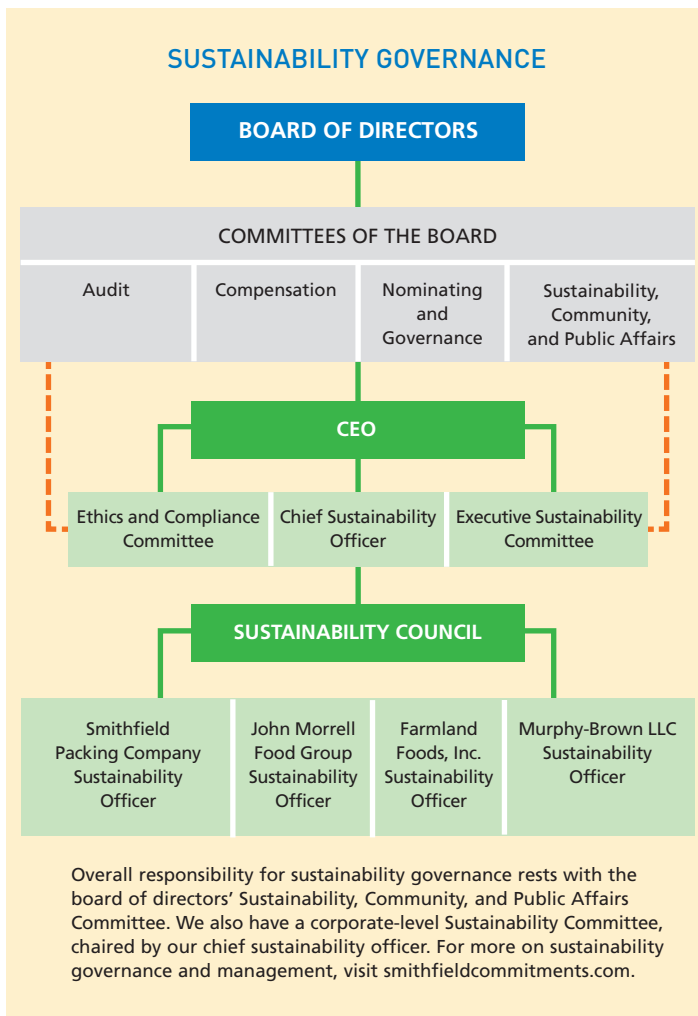 SUSTAINABILITY GOVERNANCE
BOARD OF DIRECTORS
COMMITTEES OF THE BOARD
Audit
Compensation
Nominating
and
Governance
Sustainability,
Community,
and Public Affairs
CEO
Ethics and Compliance
Committee
Chief Sustainability
Officer
Executive Sustainability
Committee
SUSTAINABILITY COUNCIL
Smithfield
Packing Company
Sustainability
Officer
John Morrell
Food Group
Sustainability
Officer
Farmland
Foods, Inc.
Sustainability
Officer
Murphy-Brown LLC
Sustainability
Officer
Overall responsibility for sustainability governance rests with the
board of directors’ Sustainability, Community, and Public Affairs
Committee. We also have a corporate-level Sustainability Committee,
chaired by our chief sustainability officer. For more on sustainability
governance and management, visit smithfieldcommitments.com.